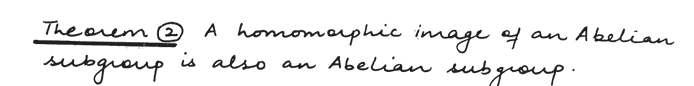 Theorem ② A homomorphic image of an Abelian
subgroup is also an Abelian subgroup.